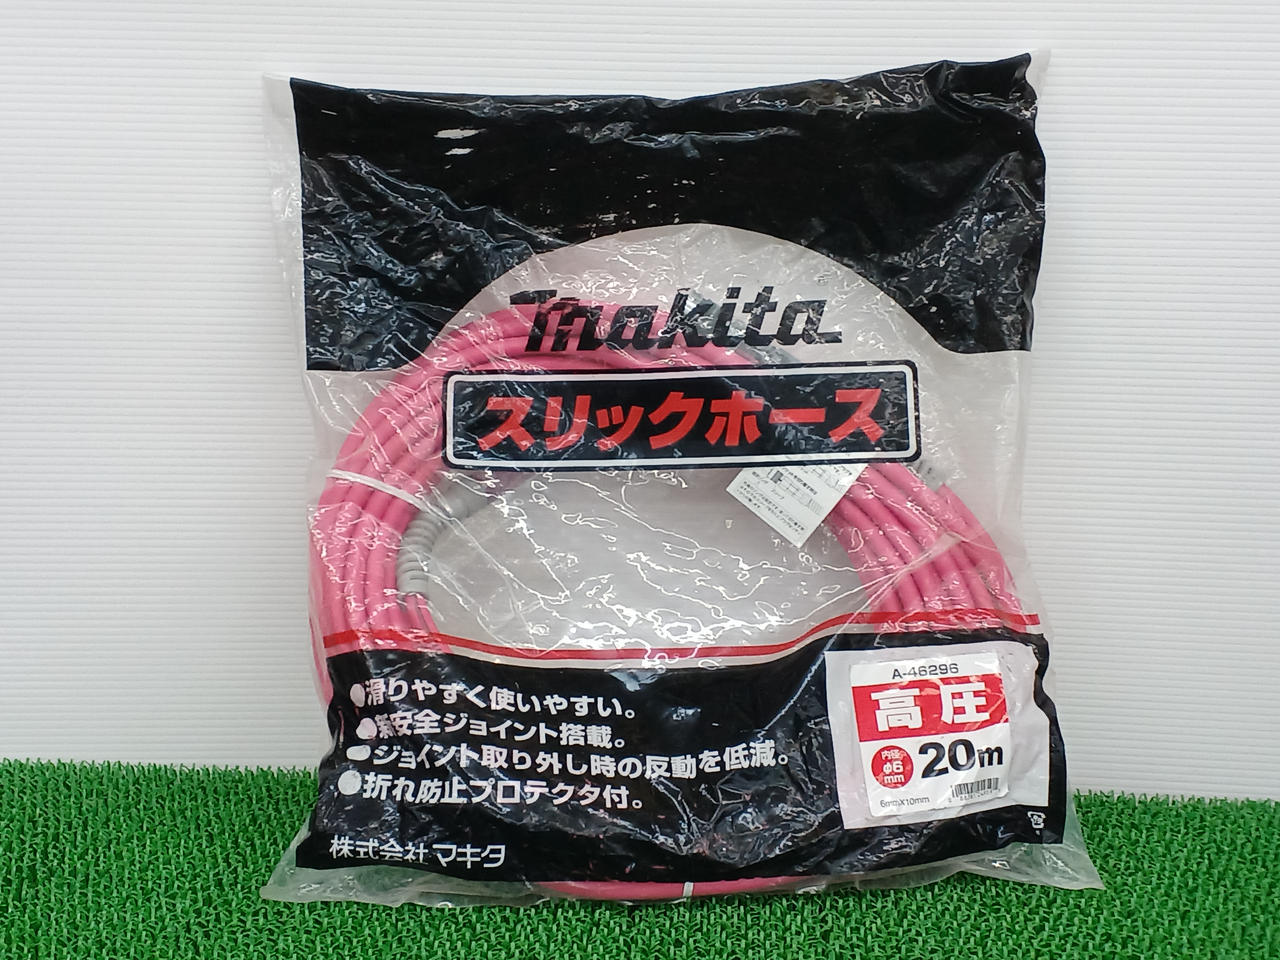 makita
スリックホース
●滑りやすく使いやすい。
●新安全ジョイント搭載。
●ジョイント取り外し時の反動を低減。
●折れ防止プロテクタ付。
株式会社マキタ
A-46296
高圧
内径
φ6
mm
20m
6mm×10mm